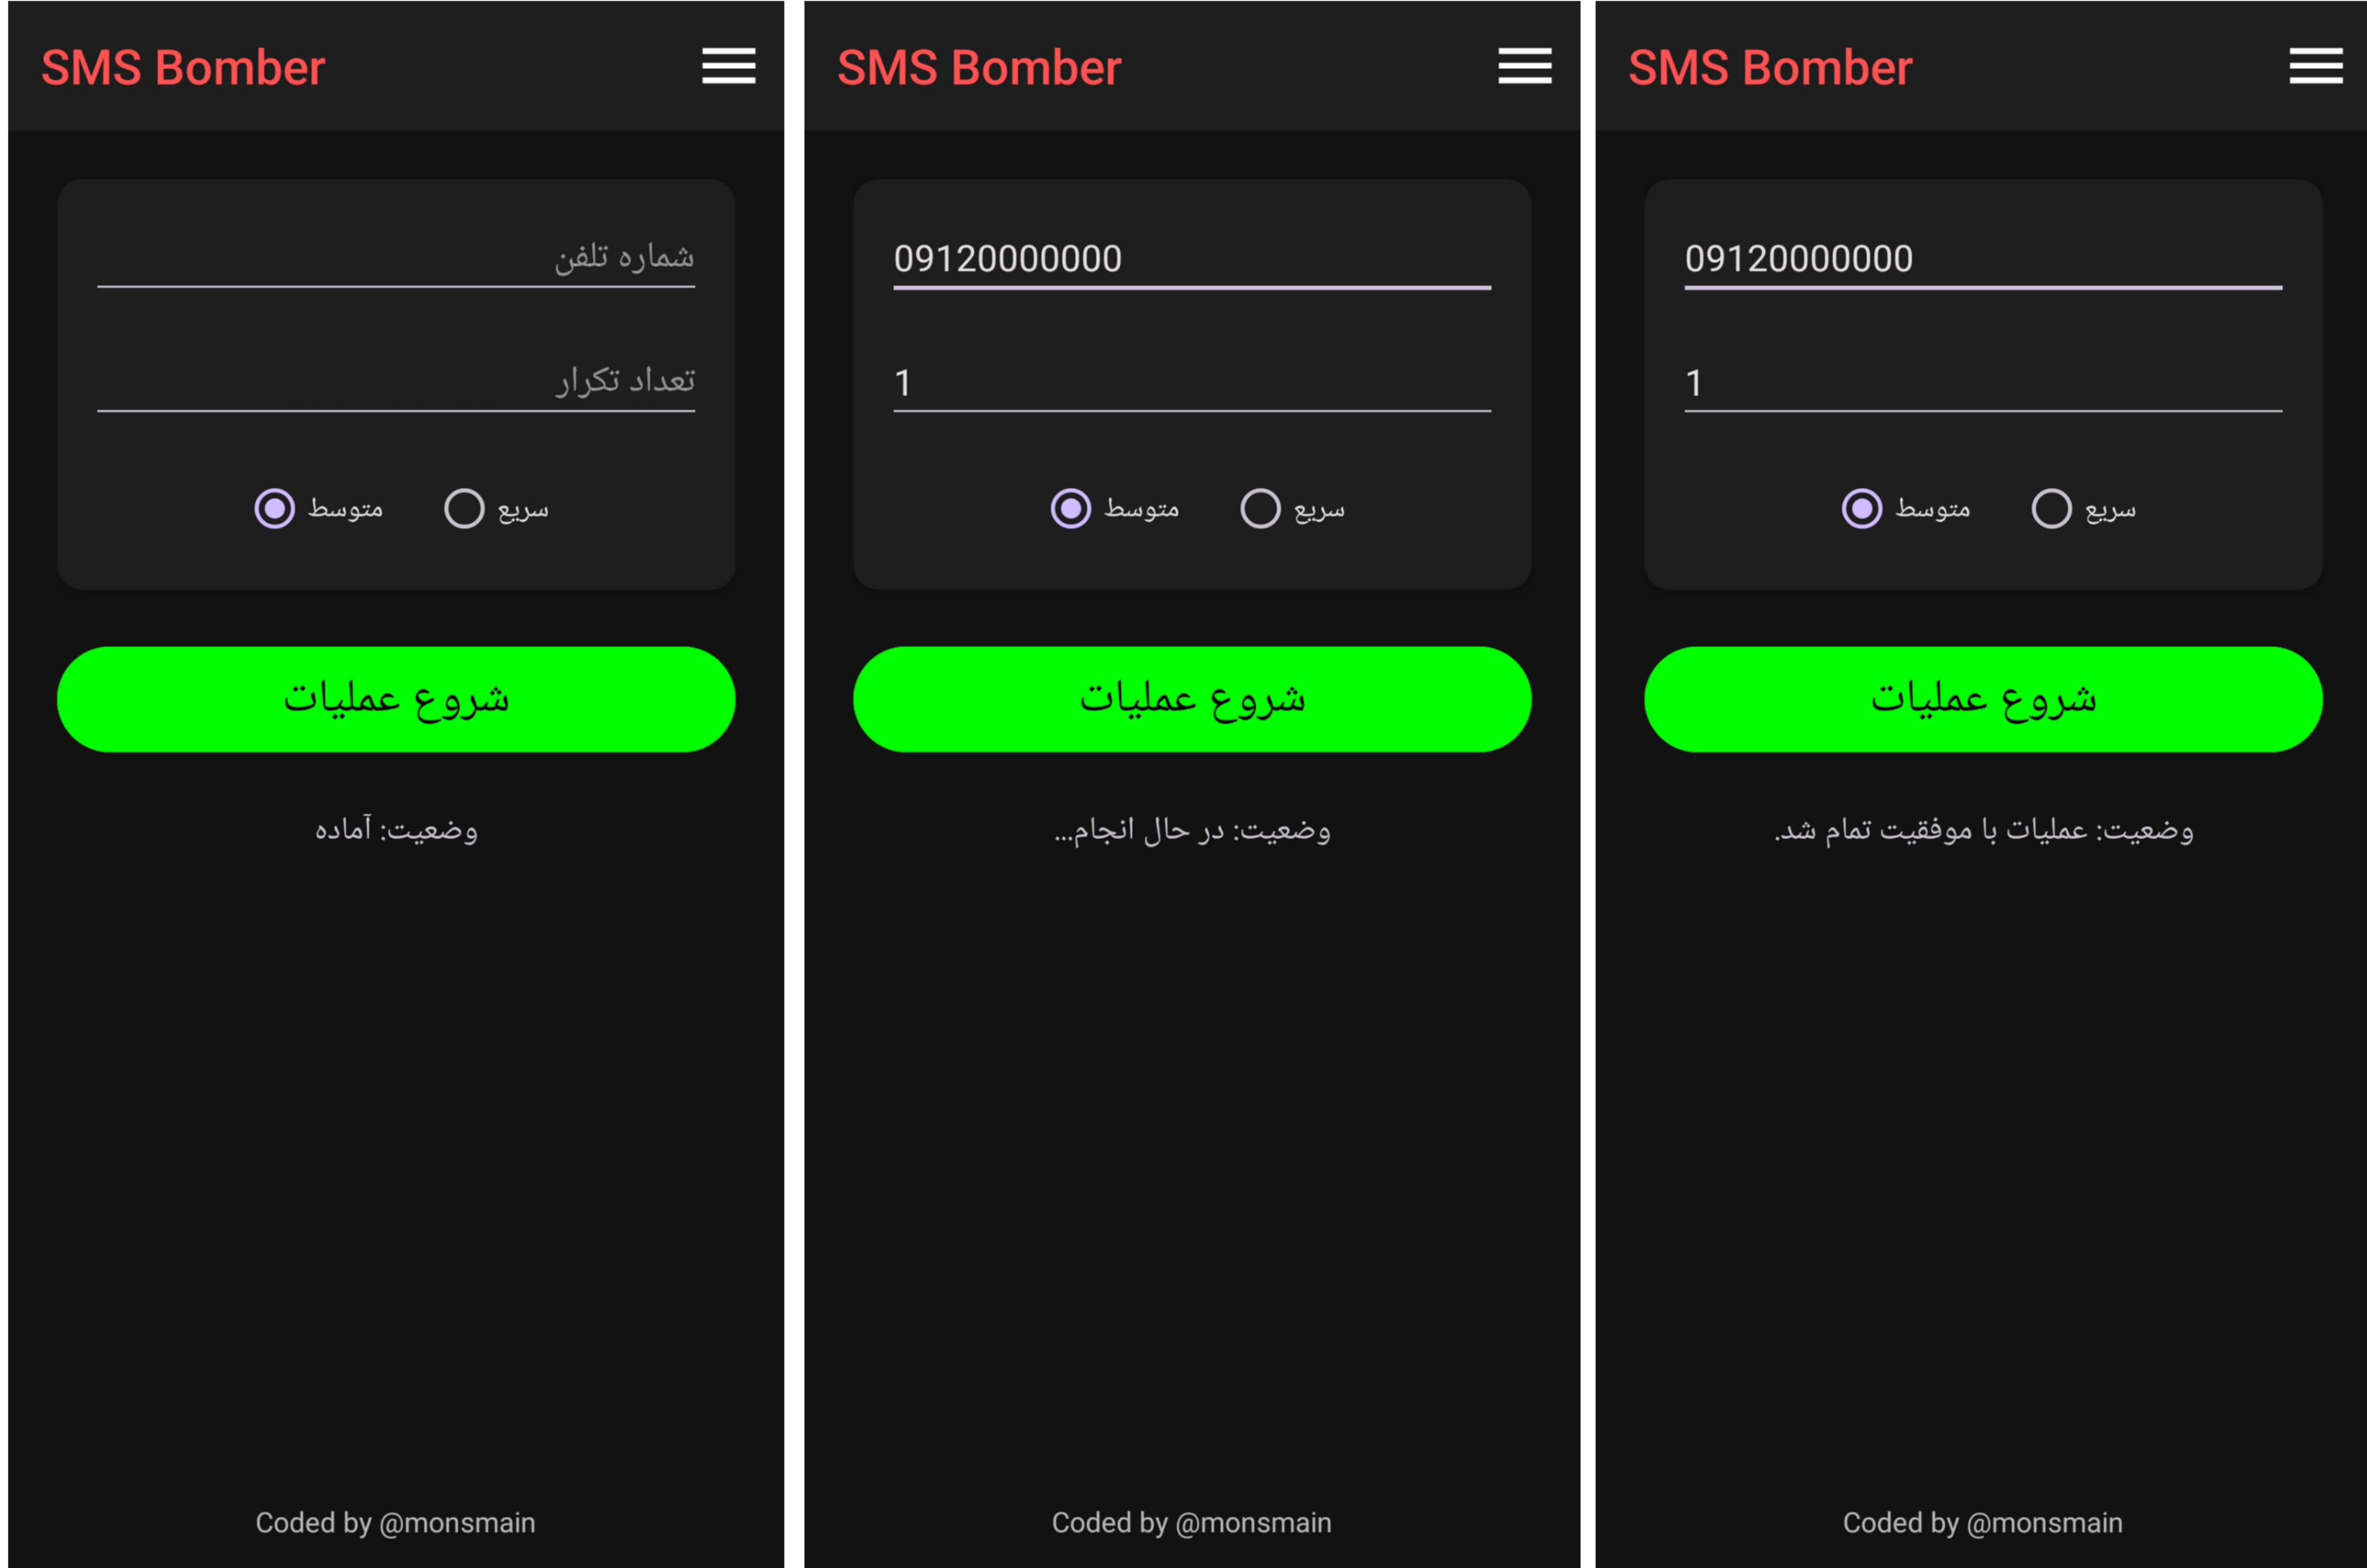 SMS Bomber
شماره تلفن
تعداد تکرار
متوسط
سریع
شروع عملیات
وضعیت: آماده
Coded by @monsmain
SMS Bomber
09120000000
1
متوسط
سریع
شروع عملیات
وضعیت: در حال انجام...
Coded by @monsmain
SMS Bomber
09120000000
1
متوسط
سریع
شروع عملیات
وضعیت: عملیات با موفقیت تمام شد.
Coded by @monsmain